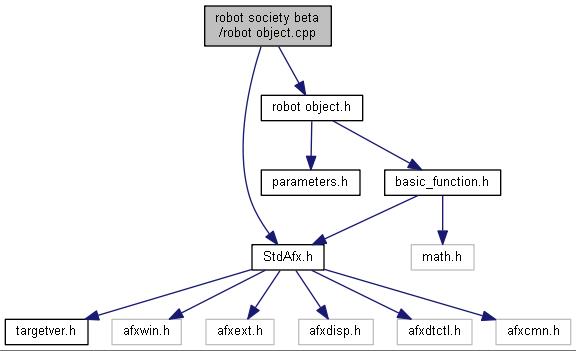 robot society beta
/robot object.cpp
robot object.h
parameters.h
basic_function.h
StdAfx.h
math.h
targetver.h
afxwin.h
afxext.h
afxdisp.h
afxdtctl.h
afxcmn.h